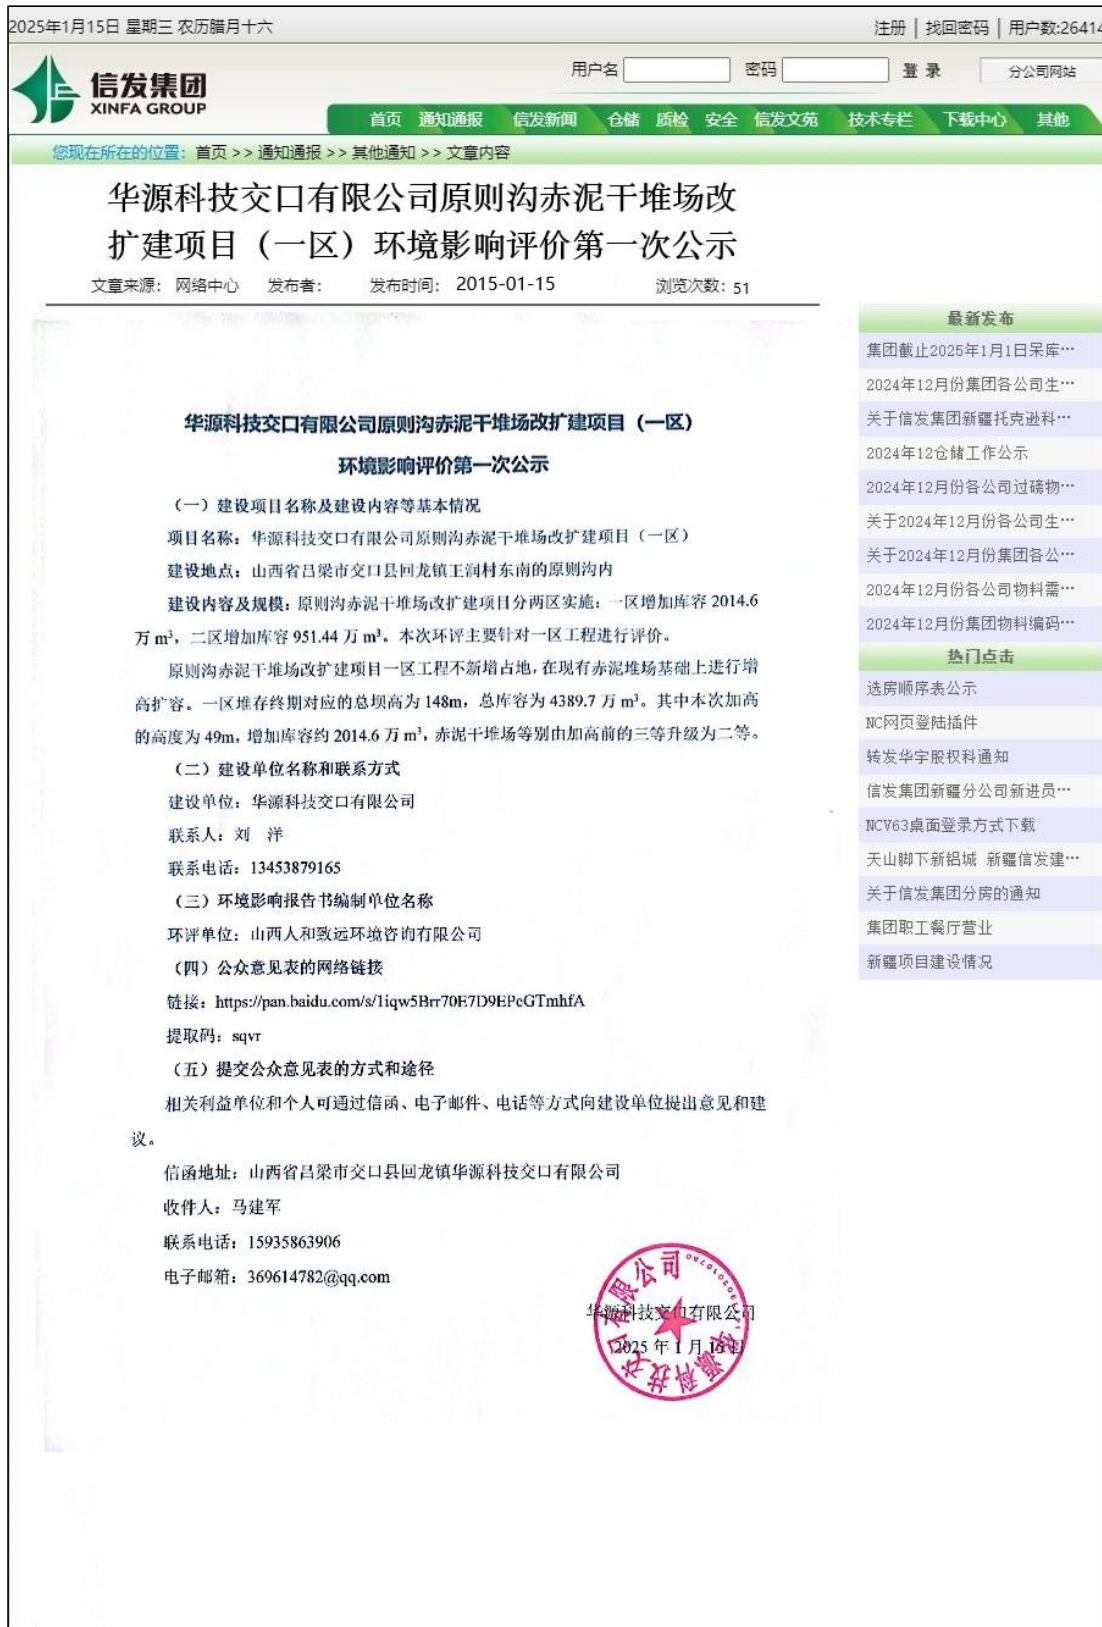 2025年1月15日 星期三 农历腊月十六
注册 | 找回密码 | 用户数:26414
信发集团
XINFA GROUP
用户名
密码
登 录
分公司网站
首页 通知通报 信发新闻 仓储 质检 安全 信发文苑 技术专栏 下载中心 其他
您现在所在的位置: 首页 >> 通知通报 >> 其他通知 >> 文章内容
华源科技交口有限公司原则沟赤泥干堆场改
扩建项目（一区）环境影响评价第一次公示
文章来源: 网络中心 发布者: 发布时间: 2015-01-15 浏览次数: 51
华源科技交口有限公司原则沟赤泥干堆场改扩建项目（一区）
环境影响评价第一次公示
（一）建设项目名称及建设内容等基本情况
项目名称：华源科技交口有限公司原则沟赤泥干堆场改扩建项目（一区）
建设地点：山西省吕梁市交口县回龙镇王润村东南的原则沟内
建设内容及规模：原则沟赤泥干堆场改扩建项目分两区实施：一区增加库容 2014.6
万 m³，二区增加库容 951.44 万 m³。本次环评主要针对一区工程进行评价。
原则沟赤泥干堆场改扩建项目一区工程不新增占地，在现有赤泥堆场基础上进行增
高扩容。一区堆存终期对应的总坝高为 148m，总库容为 4389.7 万 m³。其中本次加高
的高度为 49m，增加库容约 2014.6 万 m³，赤泥干堆场等别由加高前的三等升级为二等。
（二）建设单位名称和联系方式
建设单位：华源科技交口有限公司
联系人：刘 洋
联系电话：13453879165
（三）环境影响报告书编制单位名称
环评单位：山西人和致远环境咨询有限公司
（四）公众意见表的网络链接
链接：https://pan.baidu.com/s/1iqw5Brr70E7D9EPcGTmhfA
提取码：sqvr
（五）提交公众意见表的方式和途径
相关利益单位和个人可通过信函、电子邮件、电话等方式向建设单位提出意见和建
议。
信函地址：山西省吕梁市交口县回龙镇华源科技交口有限公司
收件人：马建军
联系电话：15935863906
电子邮箱：369614782@qq.com
华源科技交口有限公司
2025 年 1 月 15 日
华源科技交口有限公司
最新发布
集团截止2025年1月1日呆库…
2024年12月份集团各公司生…
关于信发集团新疆托克逊科…
2024年12仓储工作公示
2024年12月份各公司过磅物…
关于2024年12月份各公司生…
关于2024年12月份集团各公…
2024年12月份各公司物料需…
2024年12月份集团物料编码…
热门点击
选房顺序表公示
NC网页登陆插件
转发华宇股权科通知
信发集团新疆分公司新进员…
NCV63桌面登录方式下载
天山脚下新铝城 新疆信发建…
关于信发集团分房的通知
集团职工餐厅营业
新疆项目建设情况